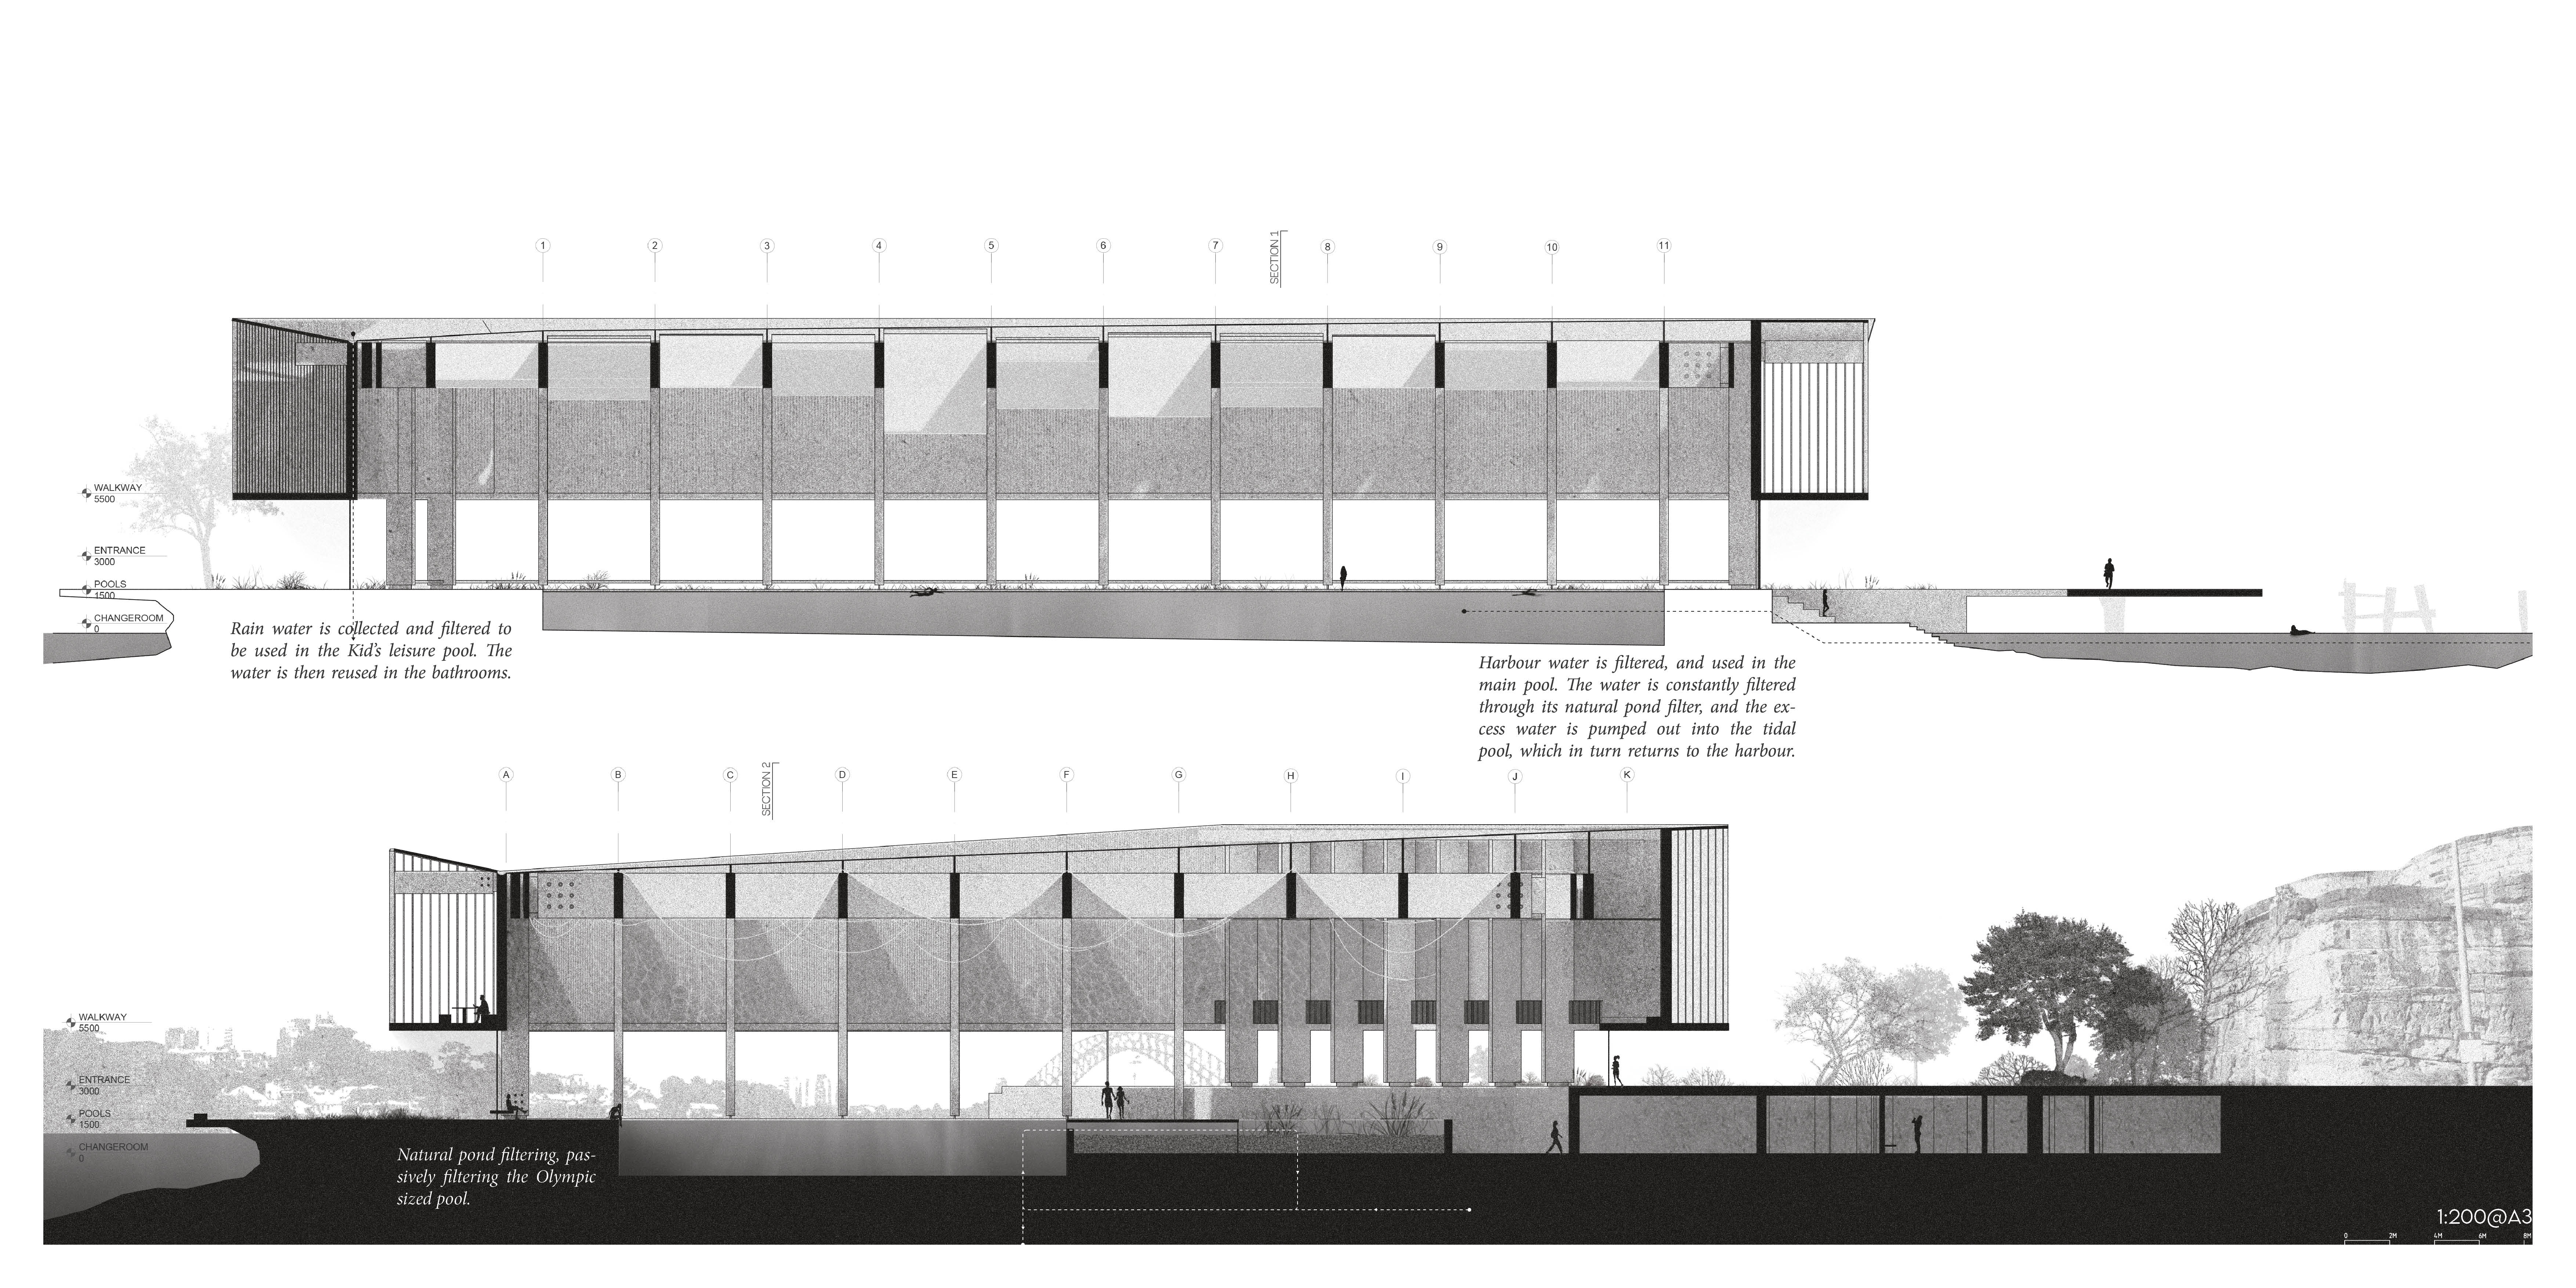 1 2 3 4 5 6 7 SECTION 1 8 9 10 11
WALKWAY
5500
ENTRANCE
3000
POOLS
1500
CHANGEROOM
0
Rain water is collected and filtered to
be used in the Kid's leisure pool. The
water is then reused in the bathrooms.
Harbour water is filtered, and used in the
main pool. The water is constantly filtered
through its natural pond filter, and the ex-
cess water is pumped out into the tidal
pool, which in turn returns to the harbour.
A B C SECTION 2 D E F G H I J K
WALKWAY
5500
ENTRANCE
3000
POOLS
1500
CHANGEROOM
0
Natural pond filtering, pas-
sively filtering the Olympic
sized pool.
1:200@A3
0 2M 4M 6M 8M